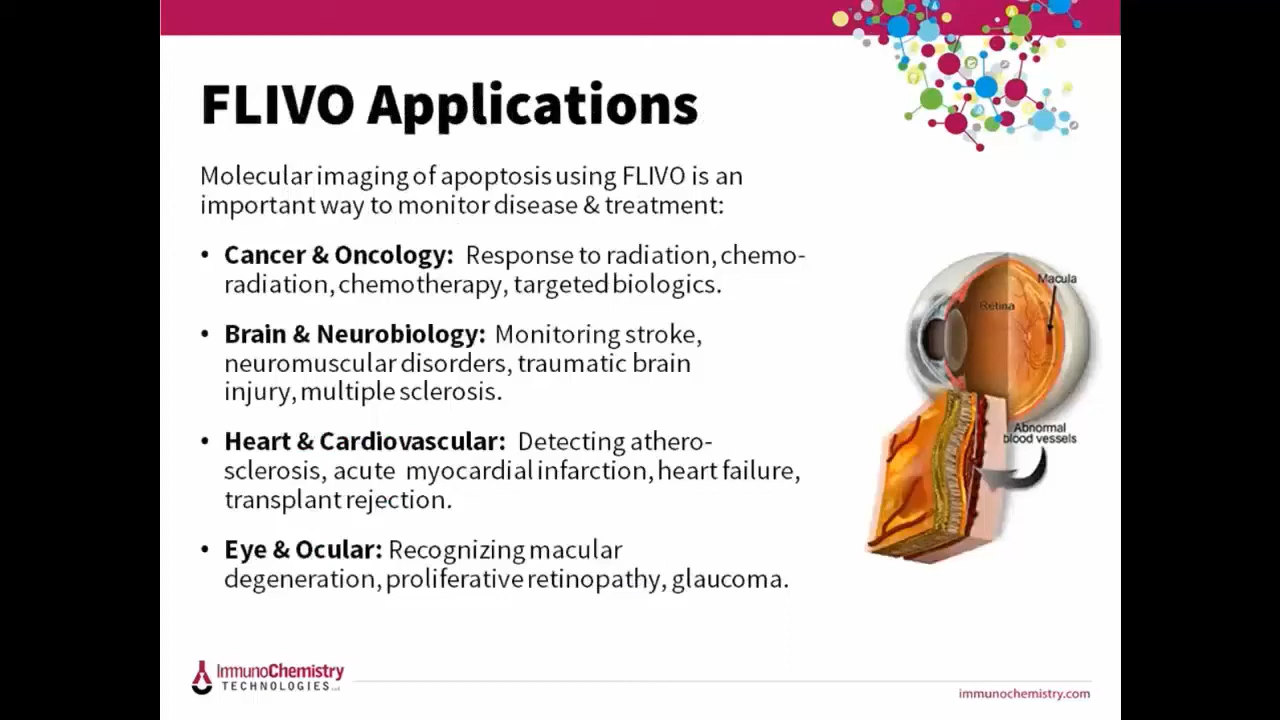 FLIVO Applications
Molecular imaging of apoptosis using FLIVO is an
important way to monitor disease & treatment:
• Cancer & Oncology: Response to radiation, chemo-
radiation, chemotherapy, targeted biologics.
• Brain & Neurobiology: Monitoring stroke,
neuromuscular disorders, traumatic brain
injury, multiple sclerosis.
• Heart & Cardiovascular: Detecting athero-
sclerosis, acute myocardial infarction, heart failure,
transplant rejection.
• Eye & Ocular: Recognizing macular
degeneration, proliferative retinopathy, glaucoma.
Macula
Retina
Abnormal
blood vessels
ImmunoChemistry
TECHNOLOGIES
immunochemistry.com